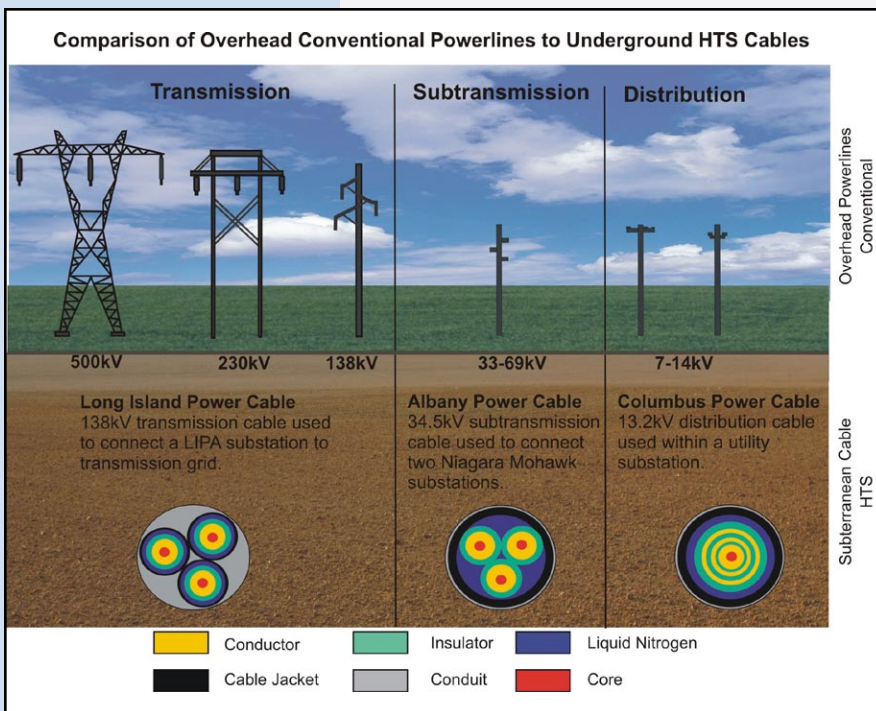 Comparison of Overhead Conventional Powerlines to Underground HTS Cables
Transmission
Subtransmission
Distribution
Overhead Powerlines
Conventional
500kV
230kV
138kV
33-69kV
7-14kV
Long Island Power Cable
138kV transmission cable used
to connect a LIPA substation to
transmission grid.
Albany Power Cable
34.5kV subtransmission
cable used to connect
two Niagara Mohawk
substations.
Columbus Power Cable
13.2kV distribution cable
used within a utility
substation.
Subterranean Cable
HTS
Conductor
Insulator
Liquid Nitrogen
Cable Jacket
Conduit
Core